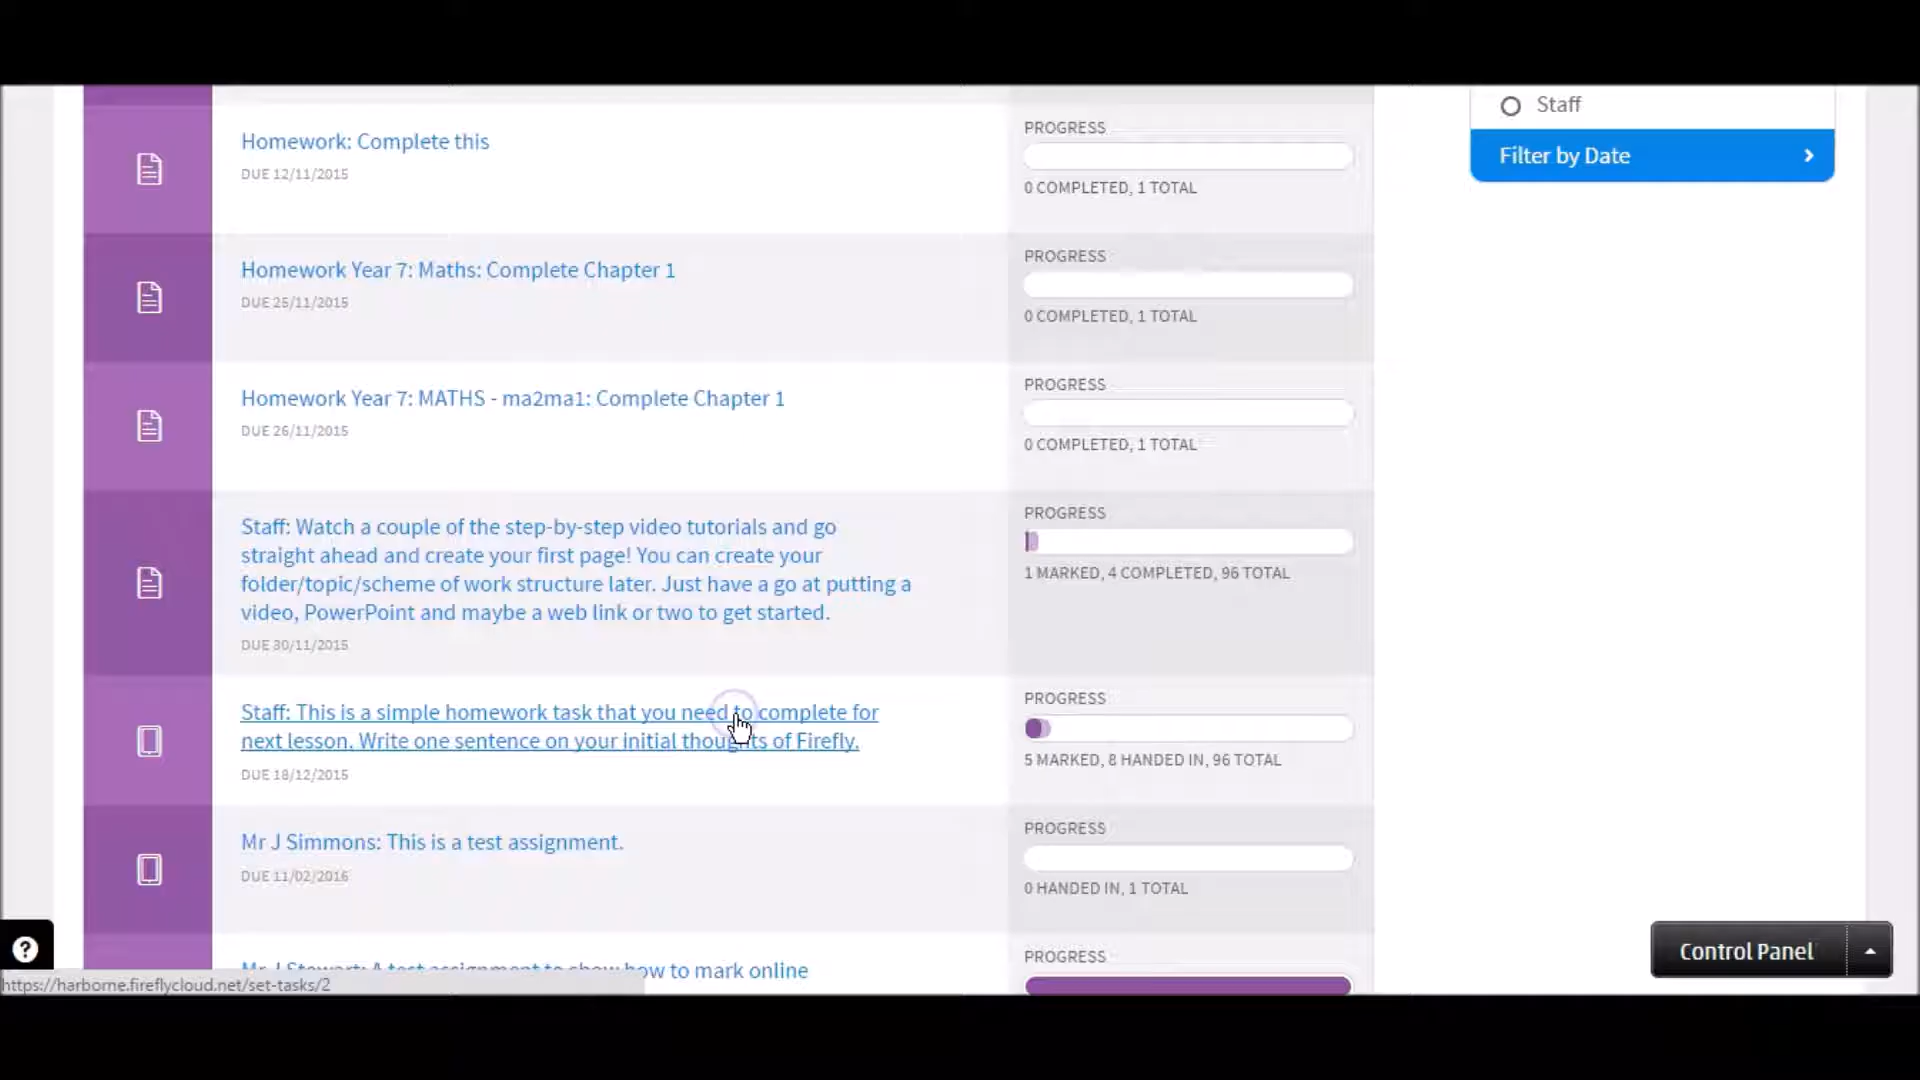 Staff
Filter by Date
Homework: Complete this
DUE 12/11/2015
PROGRESS
0 COMPLETED, 1 TOTAL
Homework Year 7: Maths: Complete Chapter 1
DUE 25/11/2015
PROGRESS
0 COMPLETED, 1 TOTAL
Homework Year 7: MATHS - ma2ma1: Complete Chapter 1
DUE 26/11/2015
PROGRESS
0 COMPLETED, 1 TOTAL
Staff: Watch a couple of the step-by-step video tutorials and go
straight ahead and create your first page! You can create your
folder/topic/scheme of work structure later. Just have a go at putting a
video, PowerPoint and maybe a web link or two to get started.
DUE 30/11/2015
PROGRESS
1 MARKED, 4 COMPLETED, 96 TOTAL
Staff: This is a simple homework task that you need to complete for
next lesson. Write one sentence on your initial thoughts of Firefly.
DUE 18/12/2015
PROGRESS
5 MARKED, 8 HANDED IN, 96 TOTAL
Mr J Simmons: This is a test assignment.
DUE 11/02/2016
PROGRESS
0 HANDED IN, 1 TOTAL
Mr J Stewart: A test assignment to show how to mark online
PROGRESS
Control Panel
?
https://harborne.fireflycloud.net/set-tasks/2